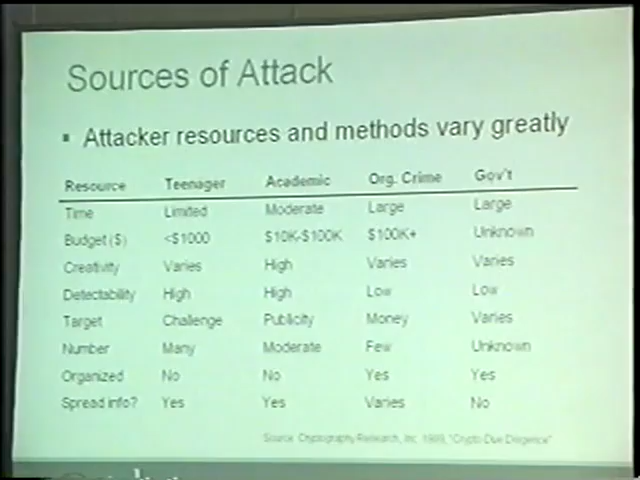 Sources of Attack
▪ Attacker resources and methods vary greatly
Resource Teenager Academic Org. Crime Gov't
Time Limited Moderate Large Large
Budget ($) <$1000 $10K-$100K $100K+ Unknown
Creativity Varies High Varies Varies
Detectability High High Low Low
Target Challenge Publicity Money Varies
Number Many Moderate Few Unknown
Organized No No Yes Yes
Spread info? Yes Yes Varies No
Source: Cryptography Research, Inc. 1999, "Crypto Due Diligence"